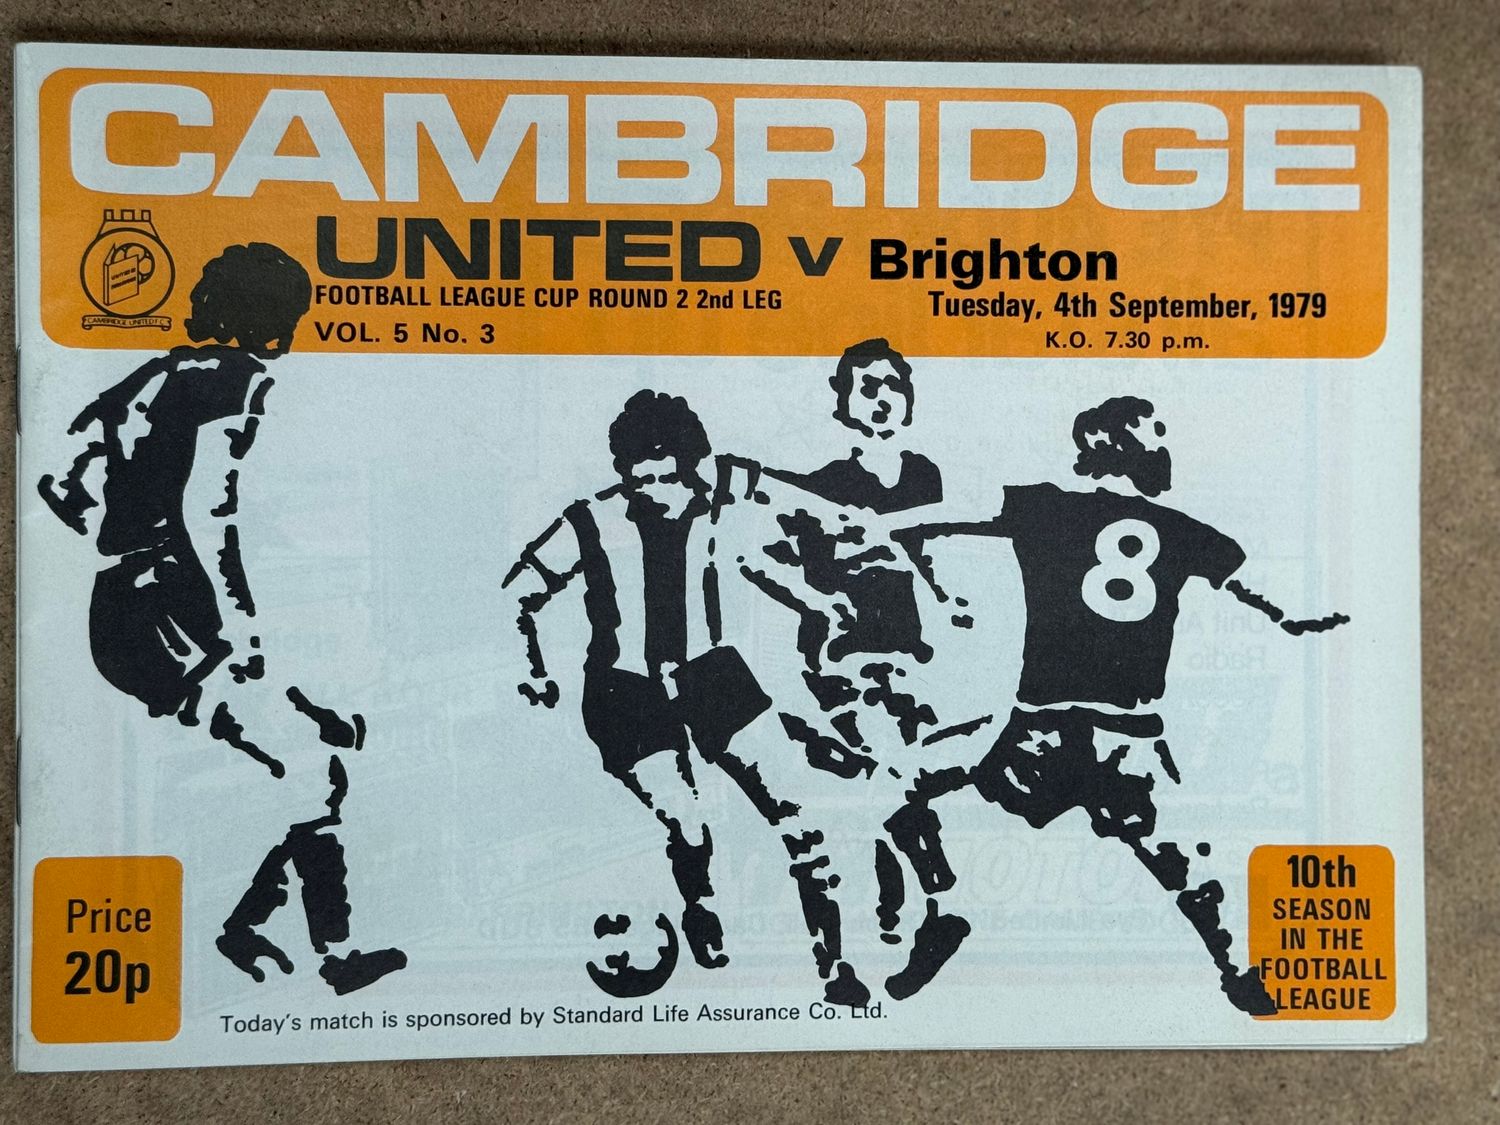 CAMBRIDGE
UNITED v Brighton
FOOTBALL LEAGUE CUP ROUND 2 2nd LEG
Tuesday, 4th September, 1979
VOL. 5 No. 3
K.O. 7.30 p.m.
CAMBRIDGE UNITED F.C.
8
Price
20p
10th
SEASON
IN THE
FOOTBALL
LEAGUE
Today's match is sponsored by Standard Life Assurance Co. Ltd.